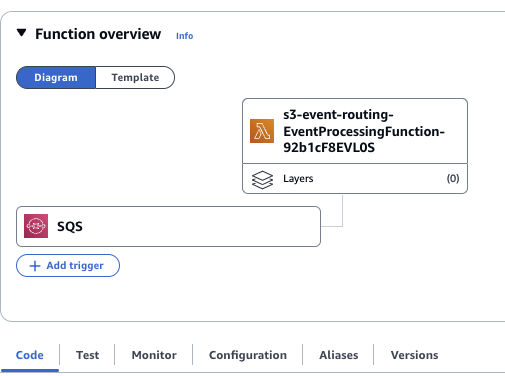 Function overview Info
Diagram Template
s3-event-routing-
EventProcessingFunction-
92b1cF8EVL0S
Layers (0)
SQS
Add trigger
Code Test Monitor Configuration Aliases Versions